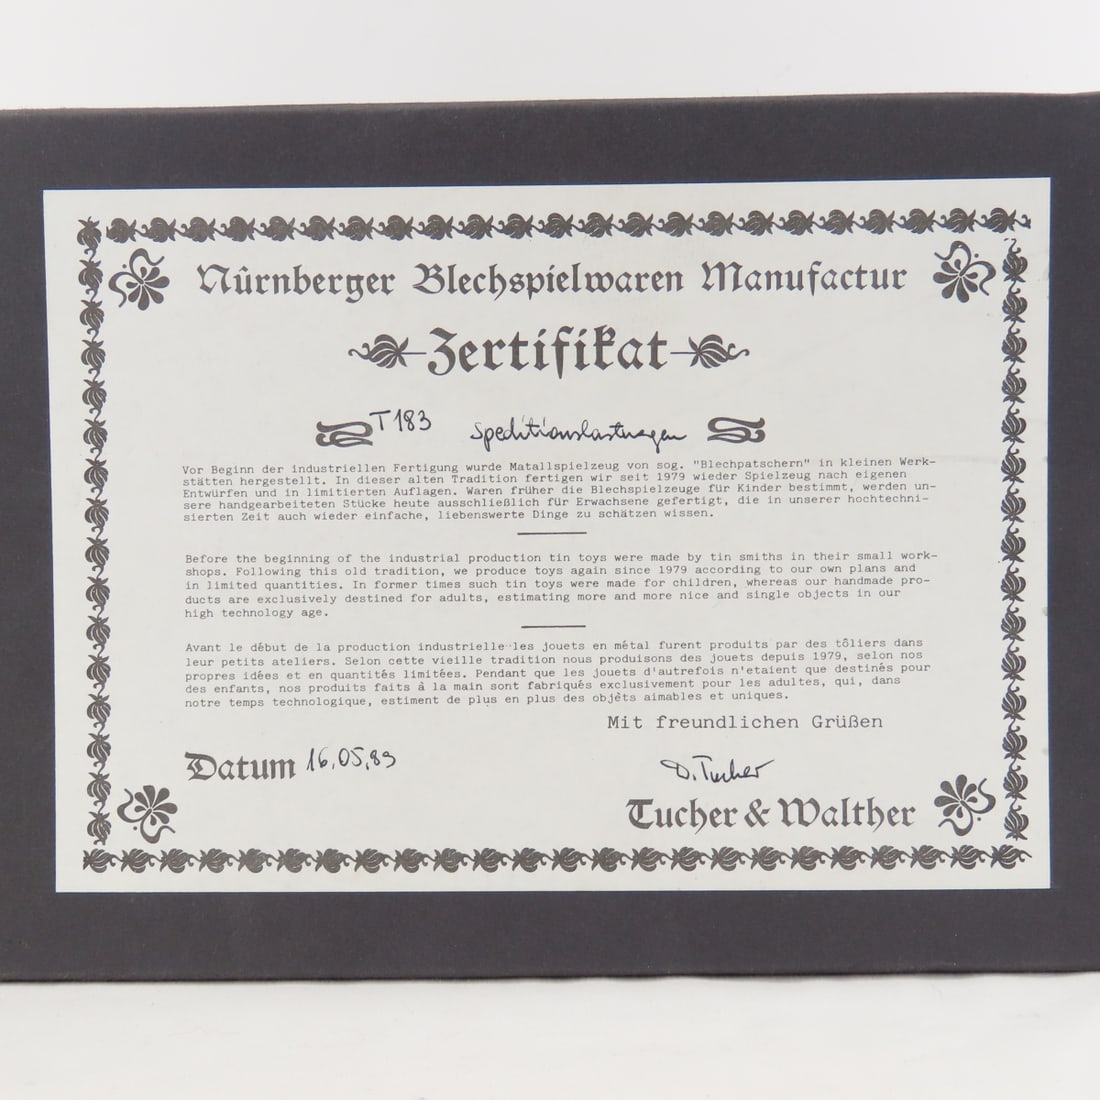 Nürnberger Blechspielwaren Manufactur
Zertifikat
T183 Speditionslastwagen
Vor Beginn der industriellen Fertigung wurde Matallspielzeug von sog. "Blechpatschern" in kleinen Werk-
stätten hergestellt. In dieser alten Tradition fertigen wir seit 1979 wieder Spielzeug nach eigenen
Entwürfen und in limitierten Auflagen. Waren früher die Blechspielzeuge für Kinder bestimmt, werden un-
sere handgearbeiteten Stücke heute ausschließlich für Erwachsene gefertigt, die in unserer hochtechni-
sierten Zeit auch wieder einfache, liebenswerte Dinge zu schätzen wissen.
Before the beginning of the industrial production tin toys were made by tin smiths in their small work-
shops. Following this old tradition, we produce toys again since 1979 according to our own plans and
in limited quantities. In former times such tin toys were made for children, whereas our handmade pro-
ducts are exclusively destined for adults, estimating more and more nice and single objects in our
high technology age.
Avant le début de la production industrielle les jouets en métal furent produits par des tôliers dans
leur petits ateliers. Selon cette vieille tradition nous produisons des jouets depuis 1979, selon nos
propres idées et en quantités limitées. Pendant que les jouets d'autrefois n'etaient que destinés pour
des enfants, nos produits faits à la main sont fabriqués exclusivement pour les adultes, qui, dans
notre temps technologique, estiment de plus en plus des objets aimables et uniques.
Mit freundlichen Grüßen
Datum 16.05.89
D. Tucher
Tucher & Walther